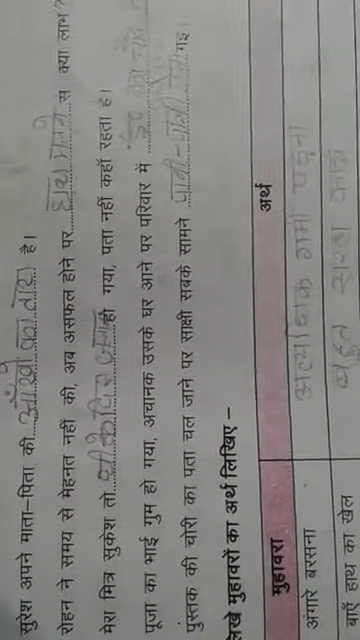 सुरेश अपने माता-पिता की आँखों का तारा है।
रोहन ने समय से मेहनत नहीं की, अब असफल होने पर हाथ मलने से क्या लाभ?
मेरा मित्र सुकेश तो हो गया, पता नहीं कहाँ रहता है।
पूजा का भाई गुम हो गया, अचानक उसके घर आने पर परिवार में
पुस्तक की चोरी का पता चल जाने पर साक्षी सबके सामने पानी-पानी हो गई।
लिखे मुहावरों का अर्थ लिखिए –
मुहावरा अर्थ
अंगारे बरसना अत्यधिक गर्मी पड़ना
बाएँ हाथ का खेल बहुत सरल काम